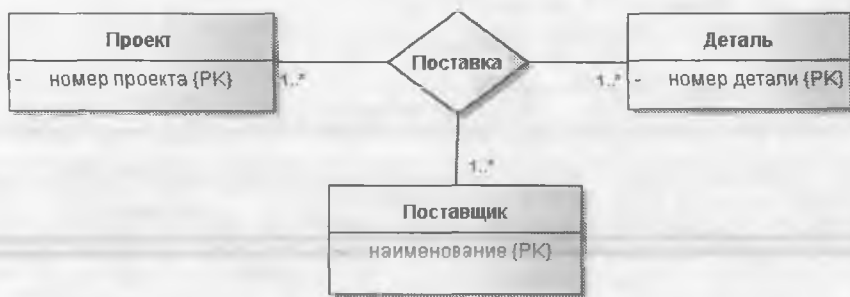 Проект
- номер проекта {PK}
1..*
Поставка
1..*
Деталь
- номер детали {PK}
1..*
Поставщик
- наименование {PK}